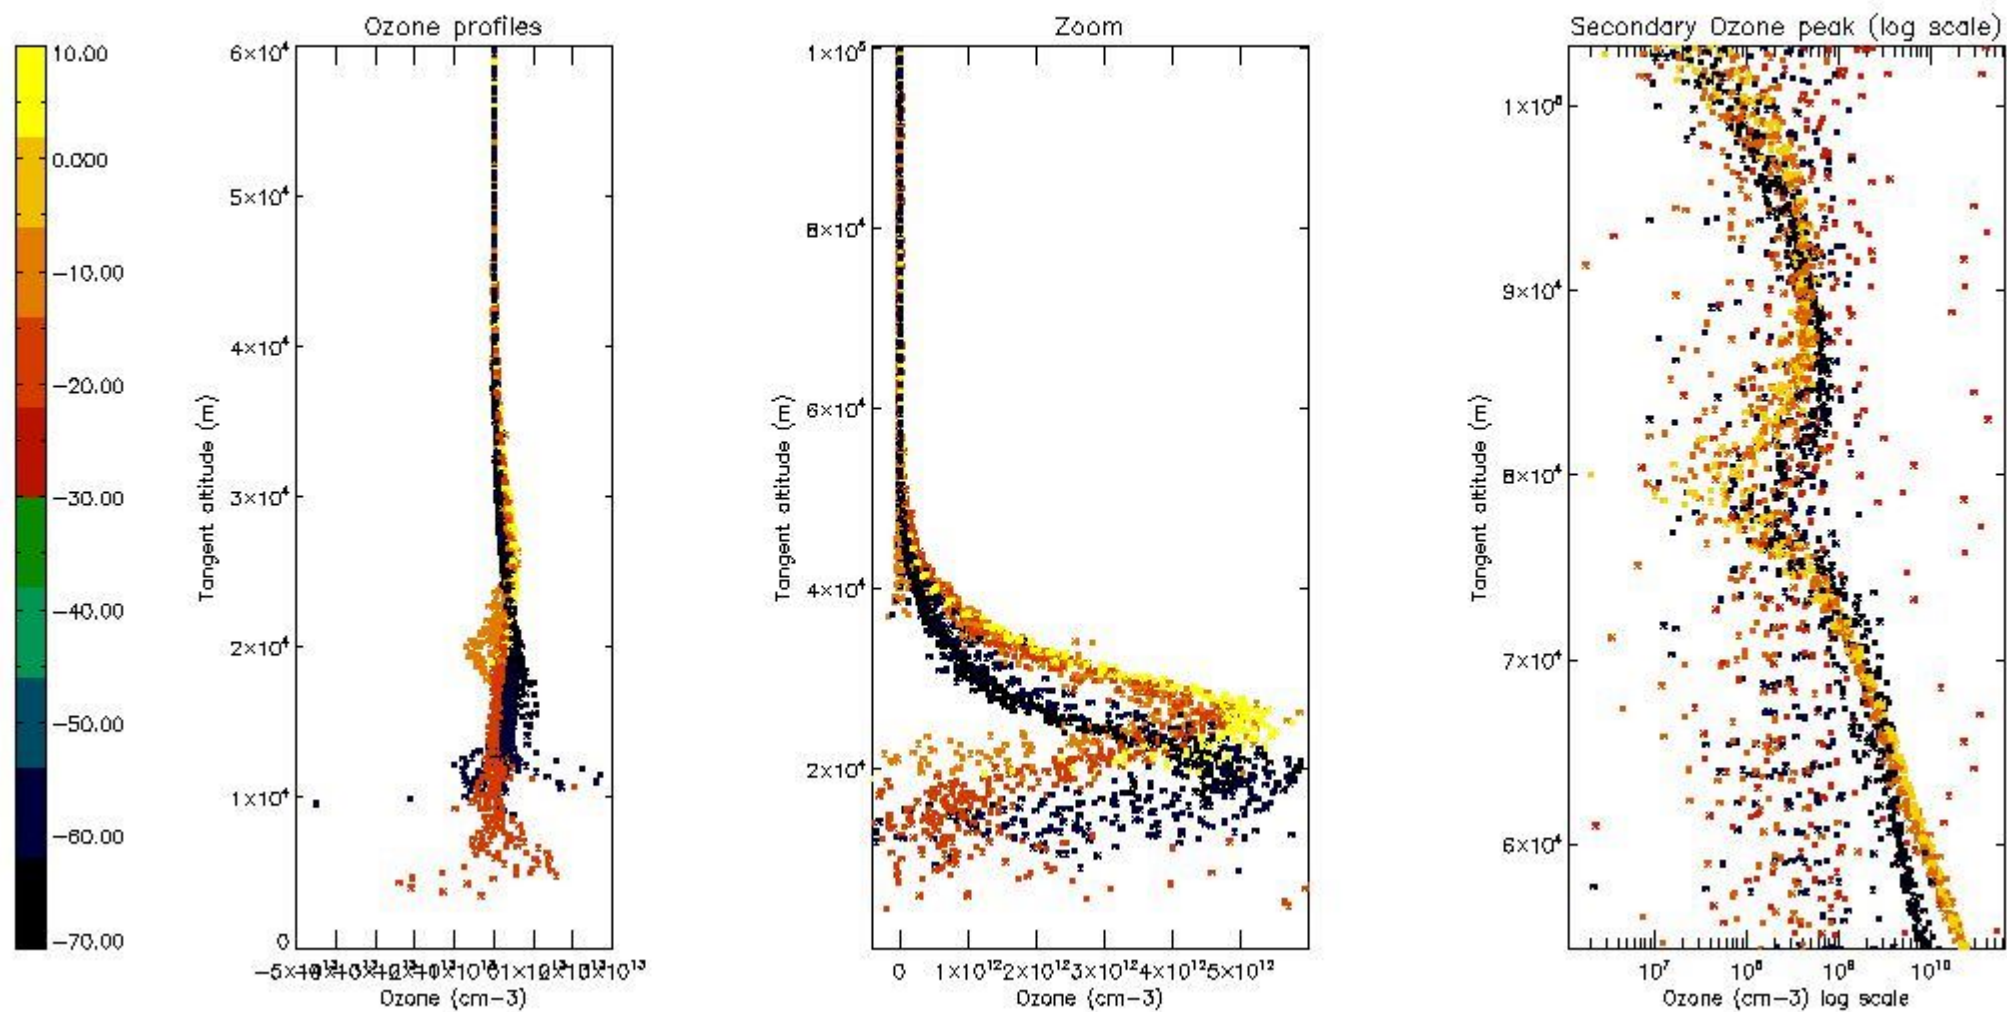 Ozone profiles
Zoom
Secondary Ozone peak (log scale)
10.00
0.000
−10.00
−20.00
−30.00
−40.00
−50.00
−60.00
−70.00
6×10⁴
5×10⁴
4×10⁴
3×10⁴
2×10⁴
1×10⁴
0
Tangent altitude (m)
Ozone (cm−3)
1×10⁵
8×10⁴
6×10⁴
4×10⁴
2×10⁴
Tangent altitude (m)
0 1×10¹² 2×10¹² 3×10¹² 4×10¹² 5×10¹²
Ozone (cm−3)
9×10⁴
8×10⁴
7×10⁴
6×10⁴
Tangent altitude (m)
10⁷ 10⁸ 10⁹ 10¹⁰
Ozone (cm−3) log scale